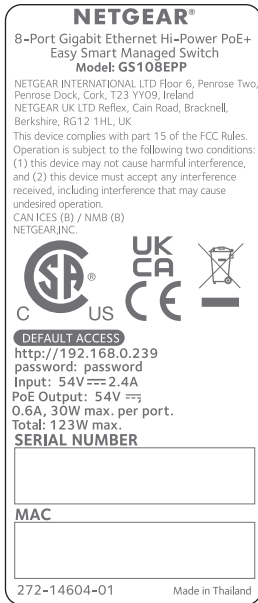 NETGEAR®
8-Port Gigabit Ethernet Hi-Power PoE+
Easy Smart Managed Switch
Model: GS108EPP
NETGEAR INTERNATIONAL LTD Floor 6, Penrose Two,
Penrose Dock, Cork, T23 YY09, Ireland
NETGEAR UK LTD Reflex, Cain Road, Bracknell,
Berkshire, RG12 1HL, UK
This device complies with part 15 of the FCC Rules.
Operation is subject to the following two conditions:
(1) this device may not cause harmful interference,
and (2) this device must accept any interference
received, including interference that may cause
undesired operation.
CAN ICES (B) / NMB (B)
NETGEAR,INC.
C SA ® US
UK
CA
CE
DEFAULT ACCESS
http://192.168.0.239
password: password
Input: 54V ⎓ 2.4A
PoE Output: 54V ⎓;
0.6A, 30W max. per port.
Total: 123W max.
SERIAL NUMBER
MAC
272-14604-01 Made in Thailand